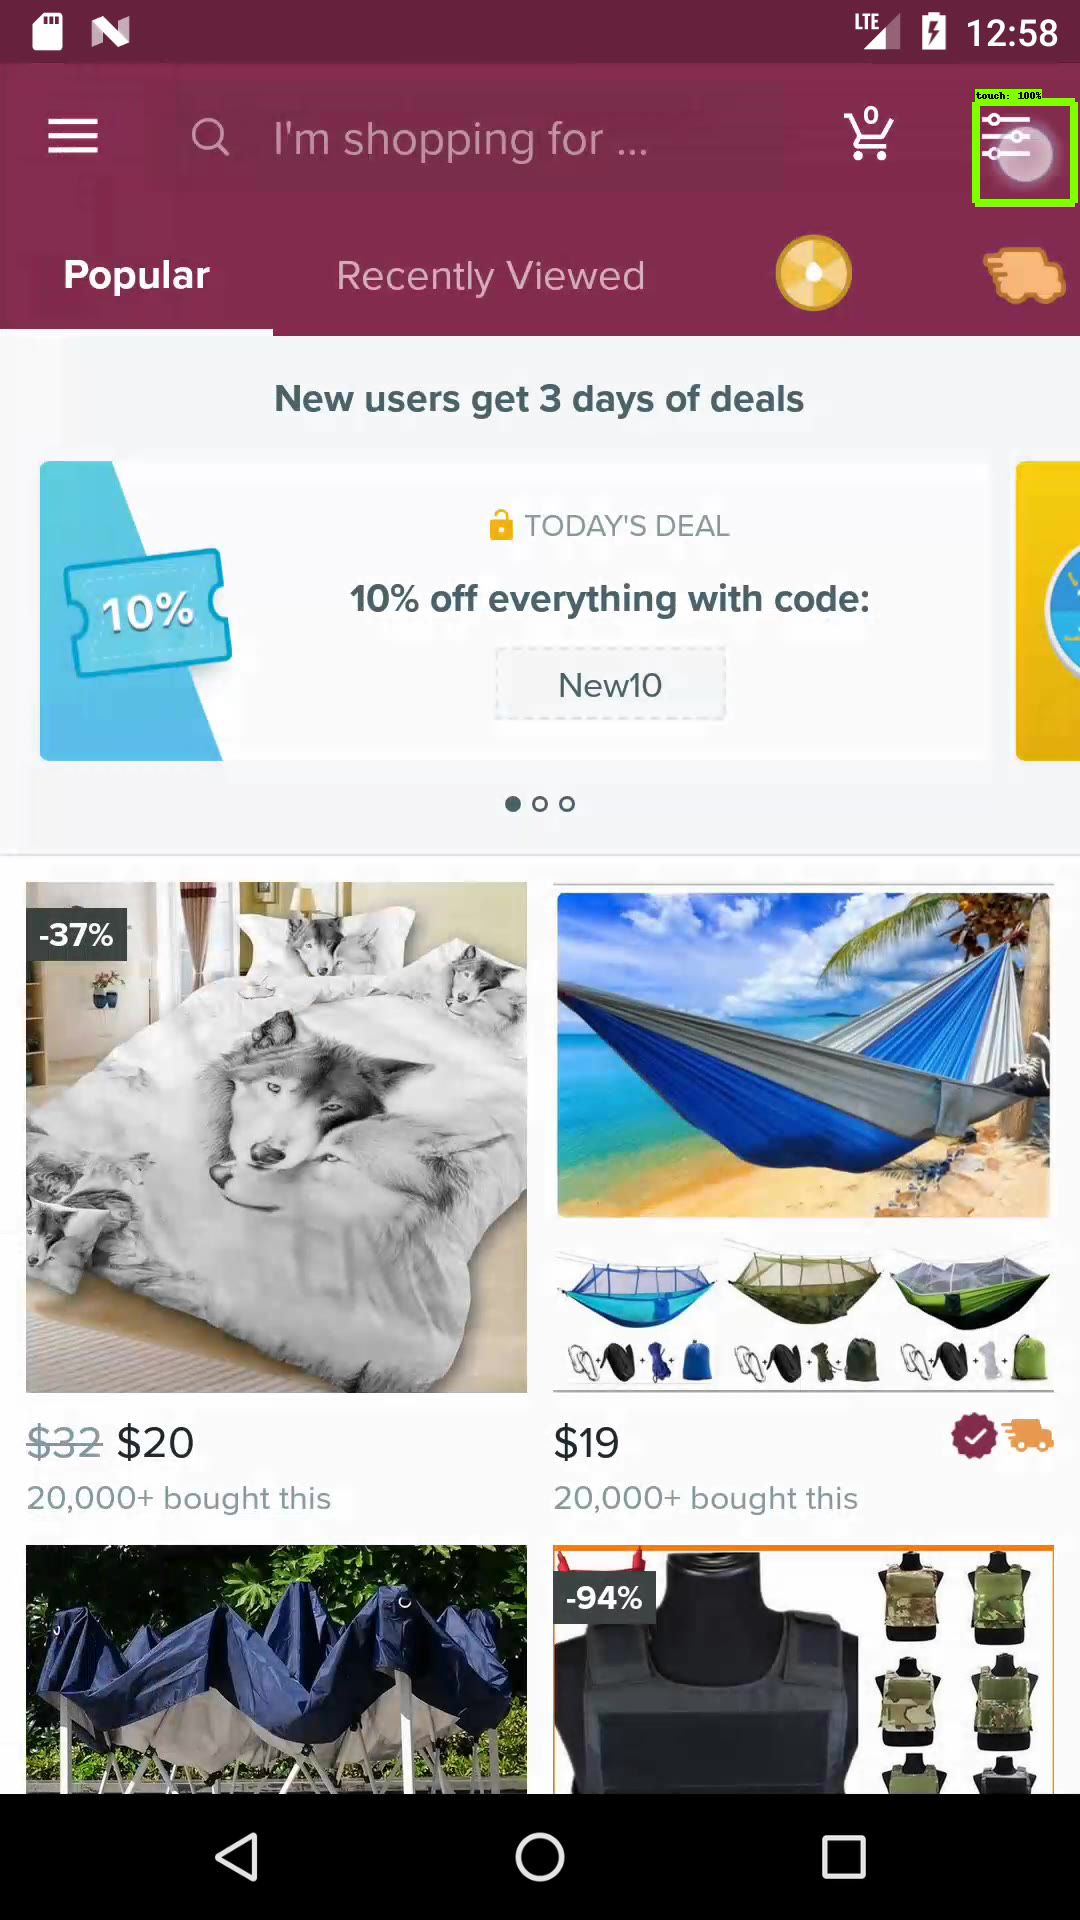 LTE
12:58
touch: 100%
0
I'm shopping for ...
Popular
Recently Viewed
New users get 3 days of deals
TODAY'S DEAL
10%
10% off everything with code:
New10
-37%
$32 $20
20,000+ bought this
$19
20,000+ bought this
-94%